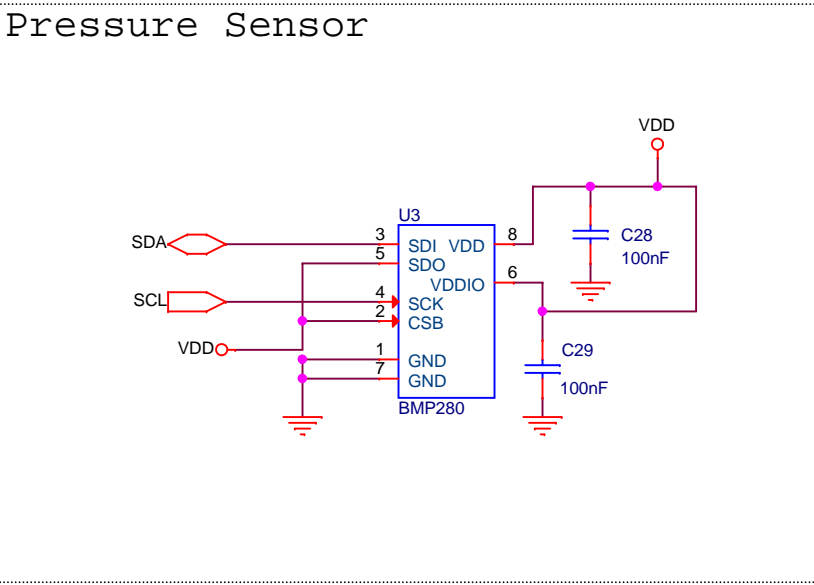 Pressure Sensor
VDD
U3
SDA
3
SDI
VDD
8
C28
100nF
5
SDO
6
VDDIO
SCL
4
SCK
2
CSB
VDD
1
GND
C29
7
GND
100nF
BMP280